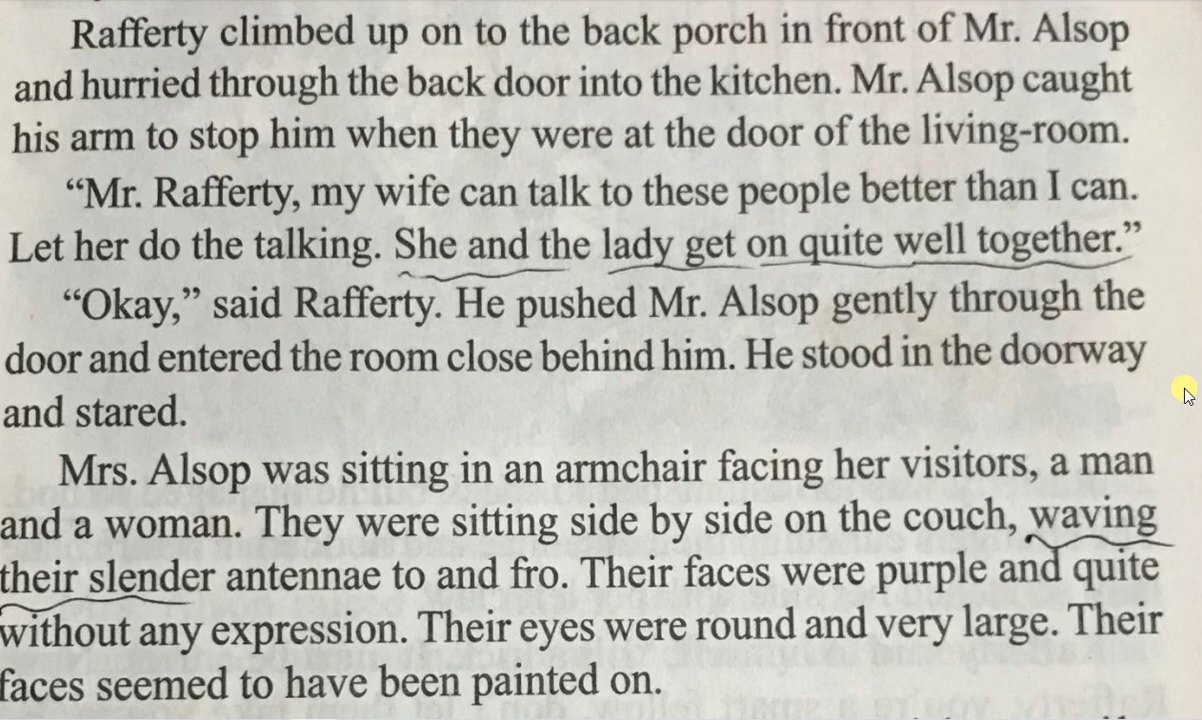 Rafferty climbed up on to the back porch in front of Mr. Alsop
and hurried through the back door into the kitchen. Mr. Alsop caught
his arm to stop him when they were at the door of the living-room.
“Mr. Rafferty, my wife can talk to these people better than I can.
Let her do the talking. She and the lady get on quite well together.”
“Okay,” said Rafferty. He pushed Mr. Alsop gently through the
door and entered the room close behind him. He stood in the doorway
and stared.
Mrs. Alsop was sitting in an armchair facing her visitors, a man
and a woman. They were sitting side by side on the couch, waving
their slender antennae to and fro. Their faces were purple and quite
without any expression. Their eyes were round and very large. Their
faces seemed to have been painted on.